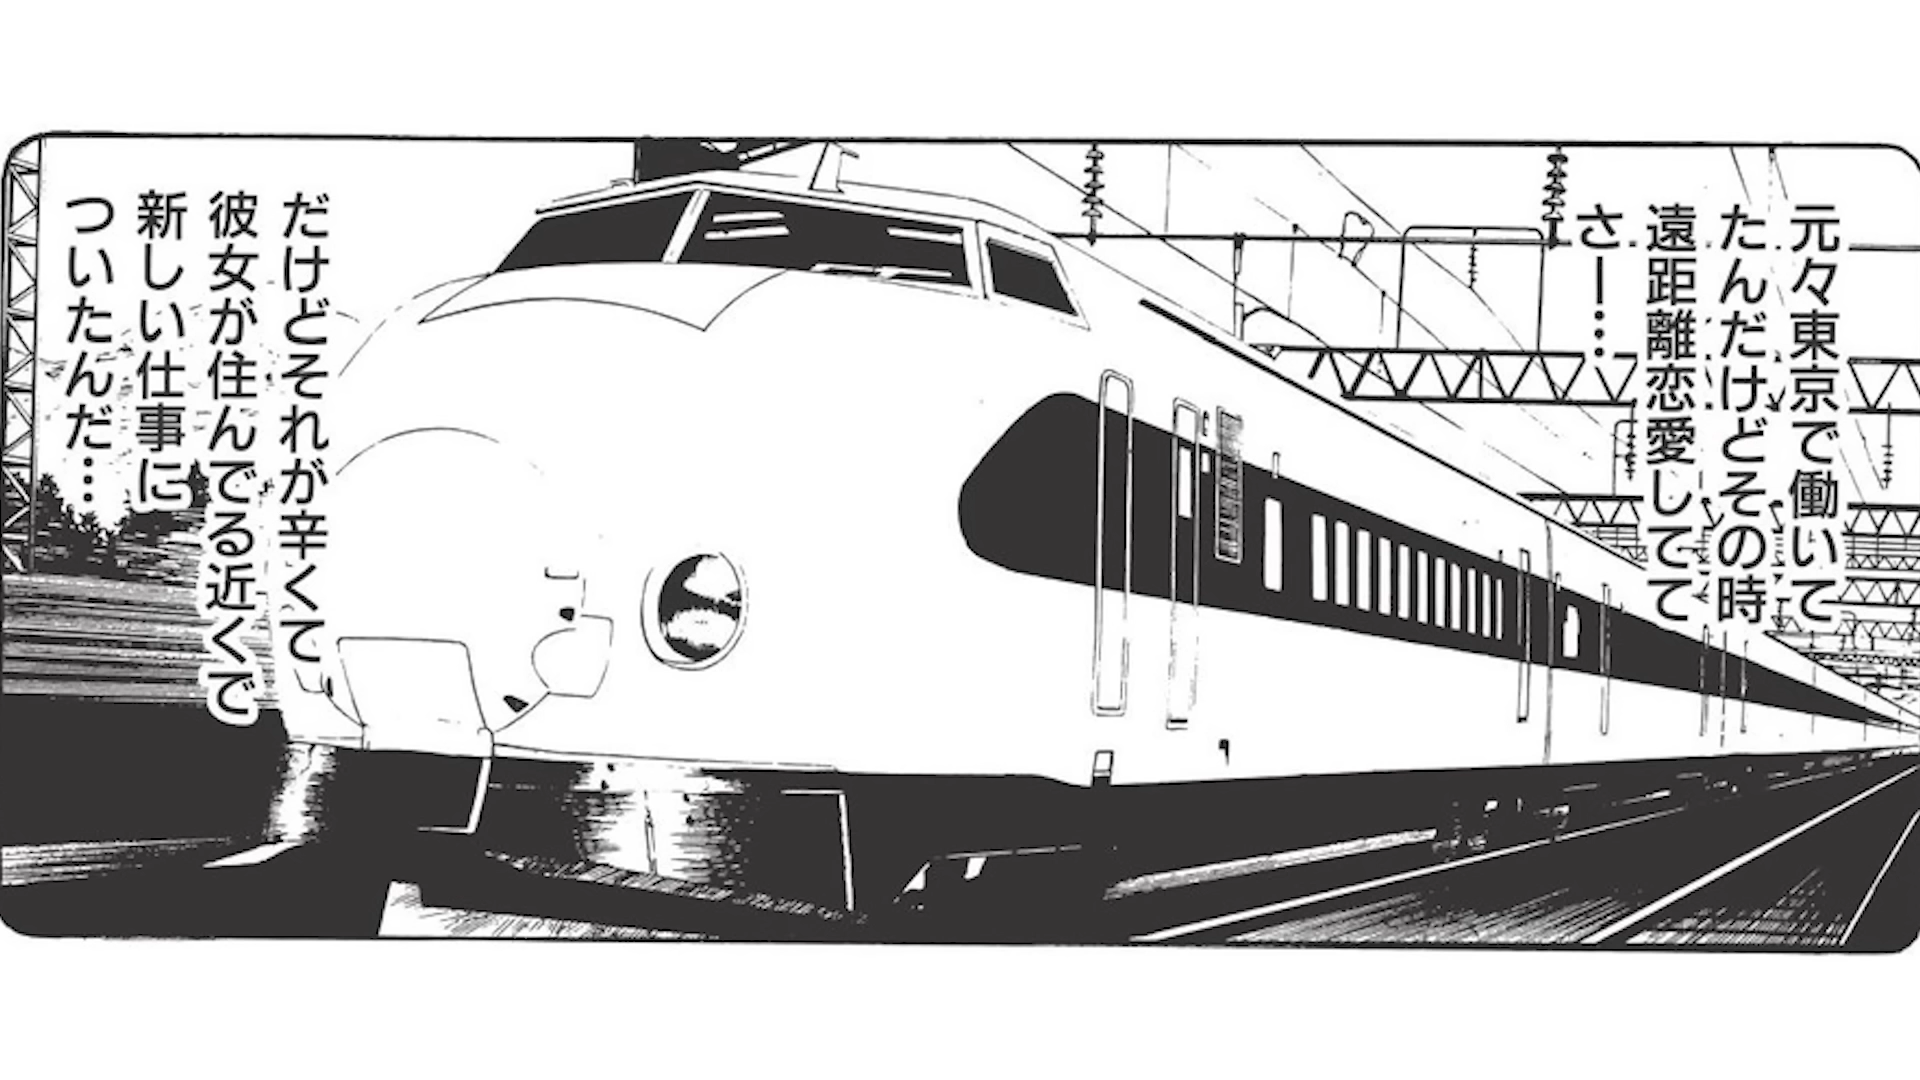 元々東京で働いて
たんだけどその時
遠距離恋愛してて
さー…
だけどそれが辛くて
彼女が住んでる近くで
新しい仕事に
ついたんだ…